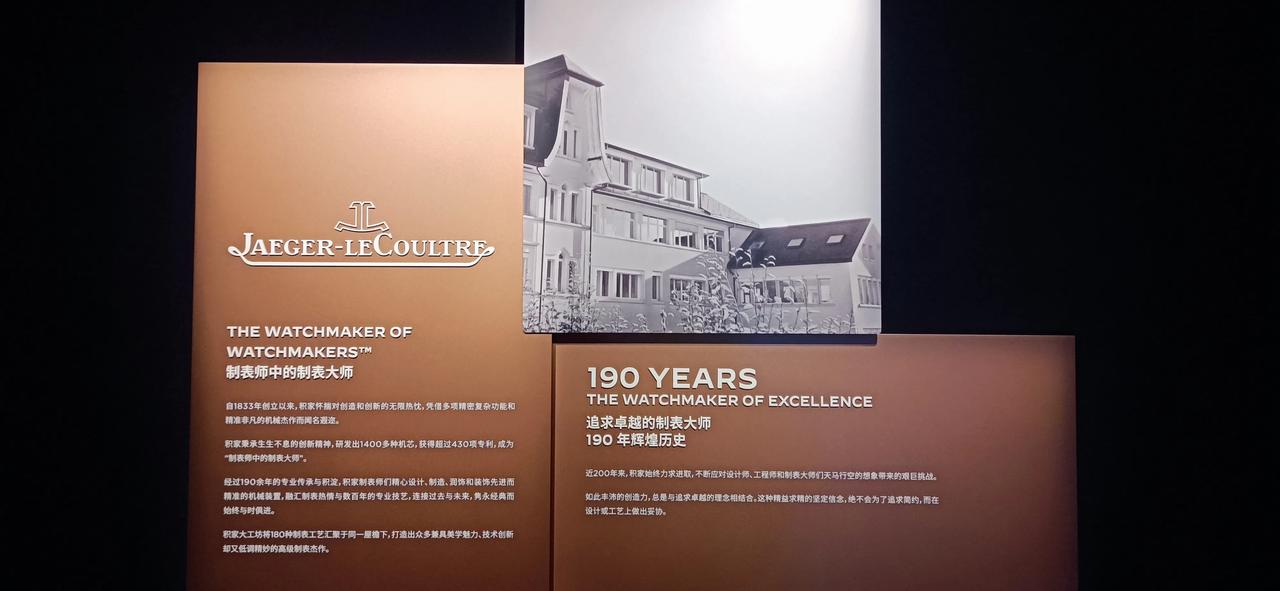 JAEGER-LECOULTRE
THE WATCHMAKER OF
WATCHMAKERS™
制表师中的制表大师
自1833年创立以来，积家怀揣对创造和创新的无限热忱，凭借多项精密复杂功能和
精准非凡的机械杰作而闻名遐迩。
积家秉承生生不息的创新精神，研发出1400多种机芯，获得超过430项专利，成为
“制表师中的制表大师”。
经过190余年的专业传承与积淀，积家制表师们精心设计、制造、润饰和装饰先进而
精准的机械装置，融汇制表热情与数百年的专业技艺，连接过去与未来，隽永经典而
始终与时俱进。
积家大工坊将180种制表工艺汇聚于同一屋檐下，打造出众多兼具美学魅力、技术创新
却又低调精妙的高级制表杰作。
190 YEARS
THE WATCHMAKER OF EXCELLENCE
追求卓越的制表大师
190 年辉煌历史
近200年来，积家始终力求进取，不断应对设计师、工程师和制表大师们天马行空的想象带来的艰巨挑战。
如此丰沛的创造力，总是与追求卓越的理念相结合。这种精益求精的坚定信念，绝不会为了追求简约，而在
设计或工艺上做出妥协。